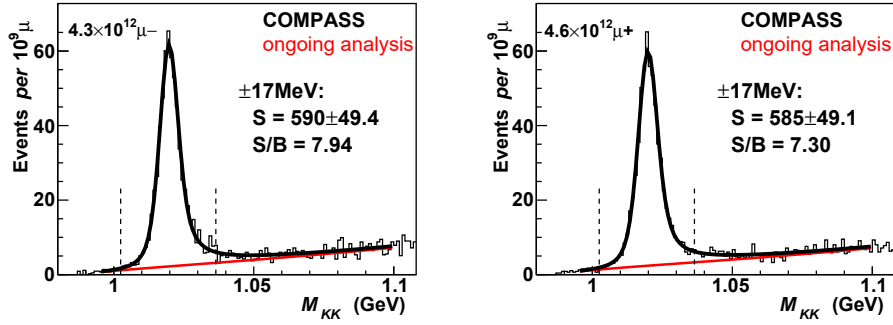 4.3×10¹²μ−
COMPASS
ongoing analysis
±17MeV:
S = 590±49.4
S/B = 7.94
Events per 10⁹μ
60
40
20
0
1
1.05
1.1
M_KK (GeV)
4.6×10¹²μ+
COMPASS
ongoing analysis
±17MeV:
S = 585±49.1
S/B = 7.30
Events per 10⁹μ
60
40
20
0
1
1.05
1.1
M_KK (GeV)